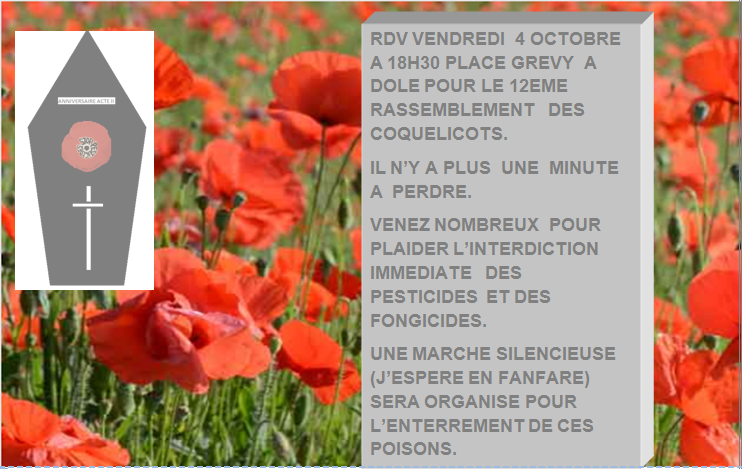 ANNIVERSAIRE ACTE II
RDV VENDREDI 4 OCTOBRE
A 18H30 PLACE GREVY A
DOLE POUR LE 12EME
RASSEMBLEMENT DES
COQUELICOTS.
IL N’Y A PLUS UNE MINUTE
A PERDRE.
VENEZ NOMBREUX POUR
PLAIDER L’INTERDICTION
IMMEDIATE DES
PESTICIDES ET DES
FONGICIDES.
UNE MARCHE SILENCIEUSE
(J’ESPERE EN FANFARE)
SERA ORGANISE POUR
L’ENTERREMENT DE CES
POISONS.